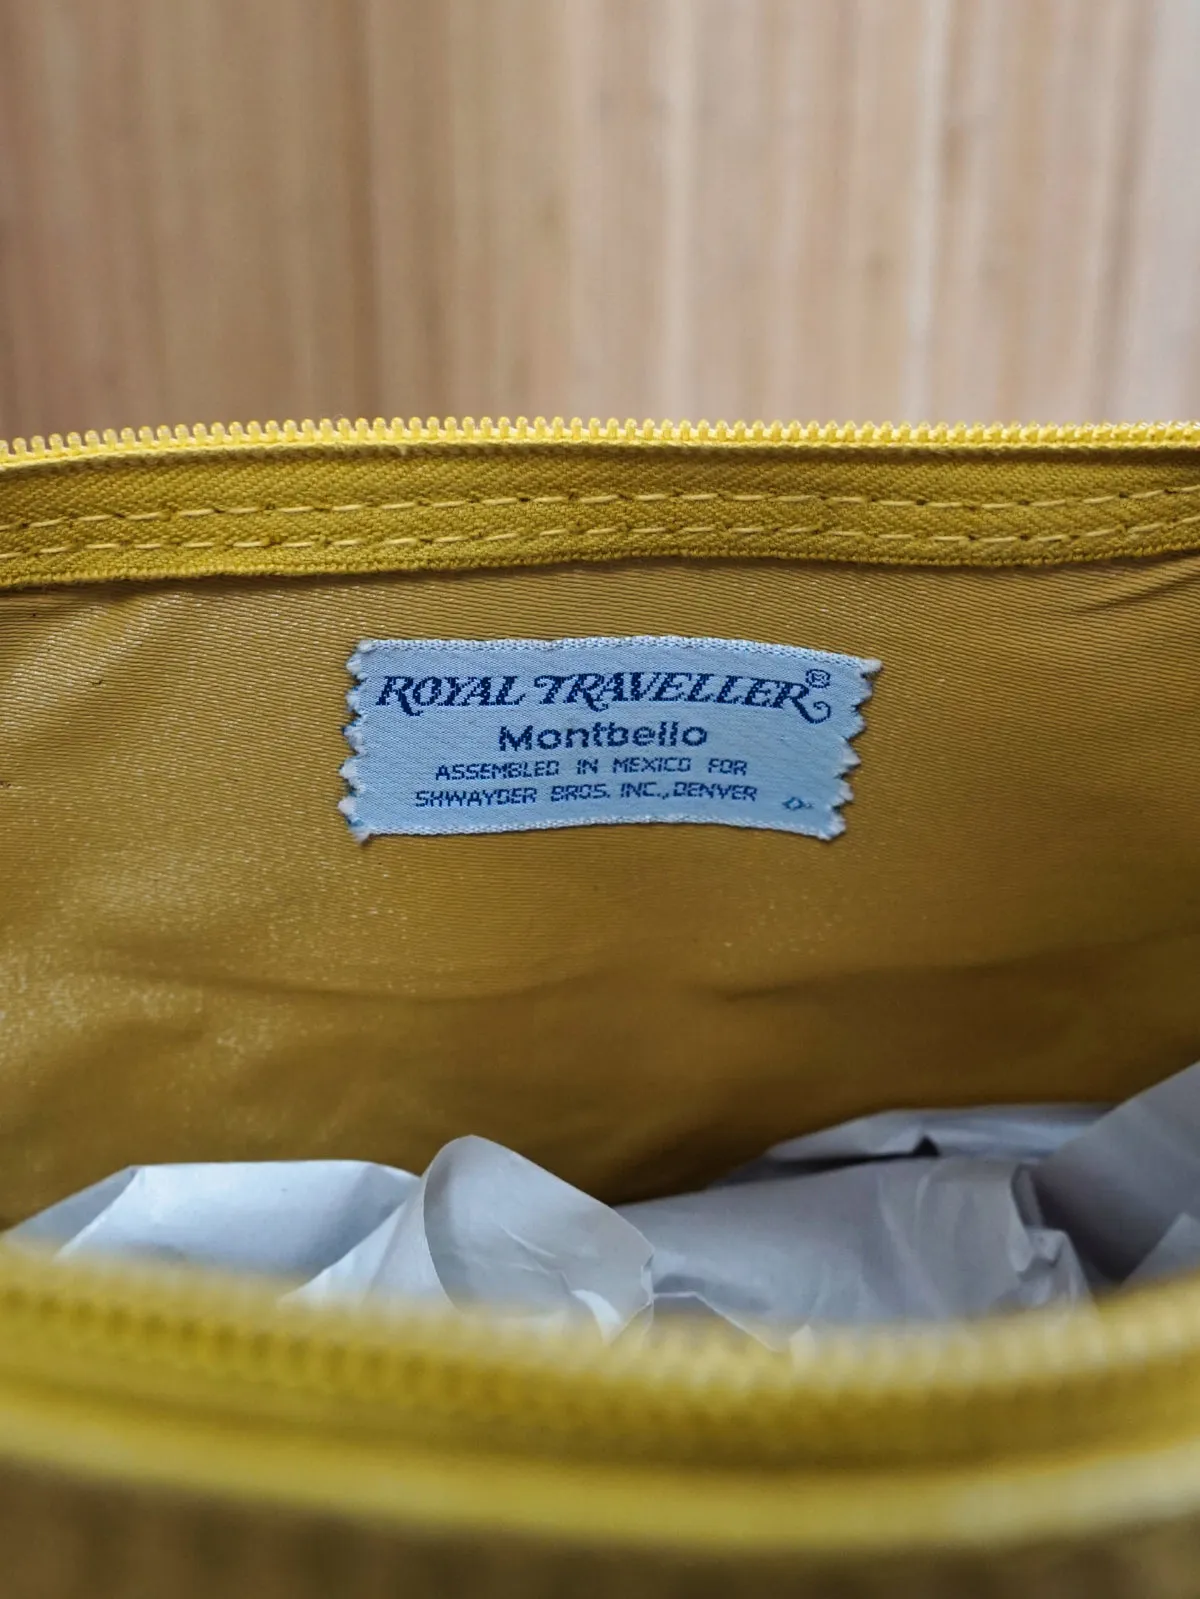 ROYAL TRAVELLER®
Montbello
ASSEMBLED IN MEXICO FOR
SHWAYDER BROS. INC., DENVER